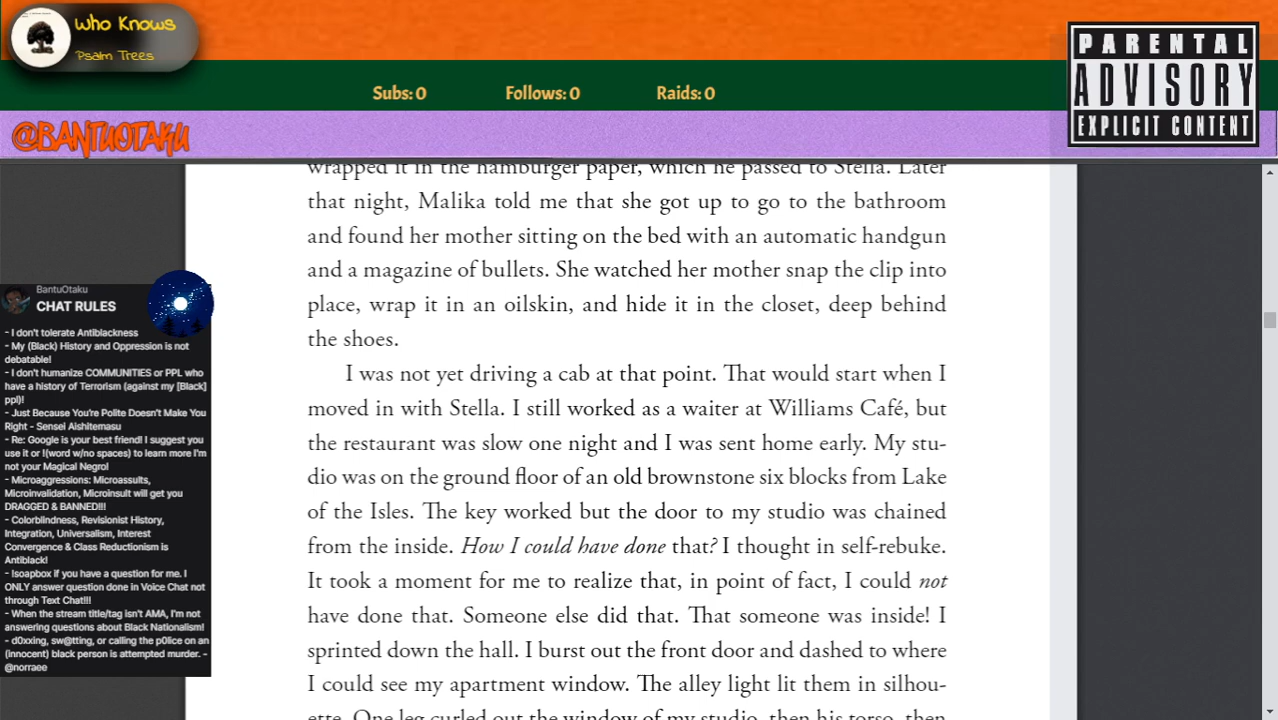 Who Knows
Psalm Trees
PARENTAL
ADVISORY
EXPLICIT CONTENT
Subs: 0
Follows: 0
Raids: 0
@BANTUOTAKU
BantuOtaku
CHAT RULES
- I don't tolerate Antiblackness
- My (Black) History and Oppression is not
debatable!
- I don't humanize COMMUNITIES or PPL who
have a history of Terrorism (against my [Black]
ppl)!
- Just Because You're Polite Doesn't Make You
Right - Sensei Aishitemasu
- Re: Google is your best friend! I suggest you
use it or !(word w/no spaces) to learn more I'm
not your Magical Negro!
- Microaggressions: Microassults,
Microinvalidation, Microinsult will get you
DRAGGED & BANNED!!!
- Colorblindness, Revisionist History,
Integration, Universalism, Interest
Convergence & Class Reductionism is
Antiblack!
- !soapbox if you have a question for me. I
ONLY answer question done in Voice Chat not
through Text Chat!!!
- When the stream title/tag isn't AMA, I'm not
answering questions about Black Nationalism!
- d0xxing, sw@tting, or calling the p0lice on an
(innocent) black person is attempted murder. -
@norraee
wrapped it in the hamburger paper, which he passed to Stella. Later
that night, Malika told me that she got up to go to the bathroom
and found her mother sitting on the bed with an automatic handgun
and a magazine of bullets. She watched her mother snap the clip into
place, wrap it in an oilskin, and hide it in the closet, deep behind
the shoes.
I was not yet driving a cab at that point. That would start when I
moved in with Stella. I still worked as a waiter at Williams Café, but
the restaurant was slow one night and I was sent home early. My stu-
dio was on the ground floor of an old brownstone six blocks from Lake
of the Isles. The key worked but the door to my studio was chained
from the inside. How I could have done that? I thought in self-rebuke.
It took a moment for me to realize that, in point of fact, I could not
have done that. Someone else did that. That someone was inside! I
sprinted down the hall. I burst out the front door and dashed to where
I could see my apartment window. The alley light lit them in silhou-
ette. One leg curled out the window of my studio, then his torso, then